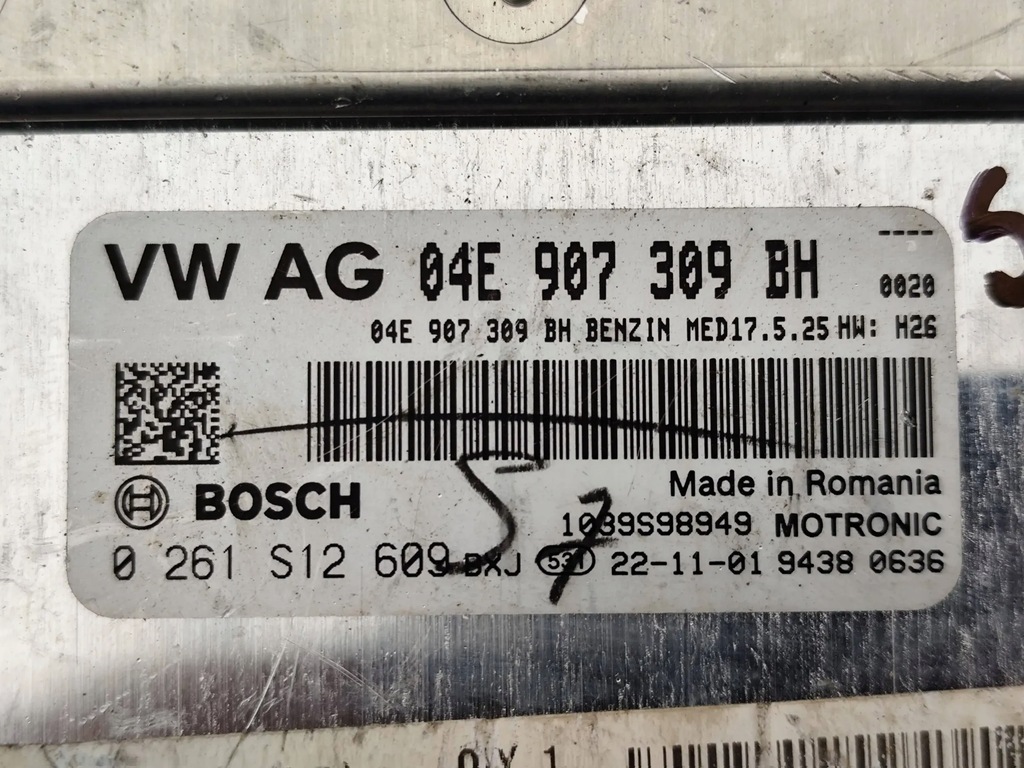 ----
VW AG 04E 907 309 BH 0020
04E 907 309 BH BENZIN MED17.5.25 HW: H26
BOSCH
Made in Romania
1039S98949 MOTRONIC
0 261 S12 609 BXJ 531 22-11-01 9438 0636
57
5